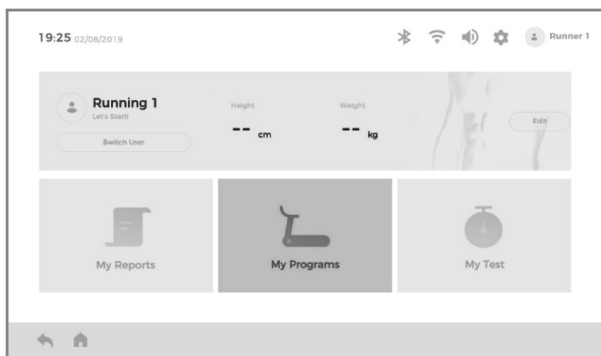 19:25 02/08/2019
Runner 1
Running 1
Let's Start!
Switch User
Height
-- cm
Weight
-- kg
Edit
My Reports
My Programs
My Test